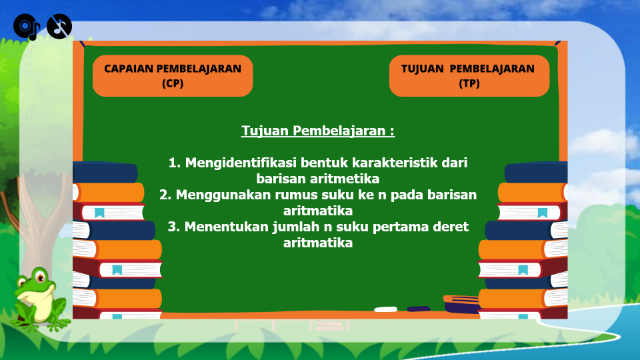 CAPAIAN PEMBELAJARAN
(CP)
TUJUAN PEMBELAJARAN
(TP)
Tujuan Pembelajaran :
1. Mengidentifikasi bentuk karakteristik dari
barisan aritmetika
2. Menggunakan rumus suku ke n pada barisan
aritmatika
3. Menentukan jumlah n suku pertama deret
aritmatika